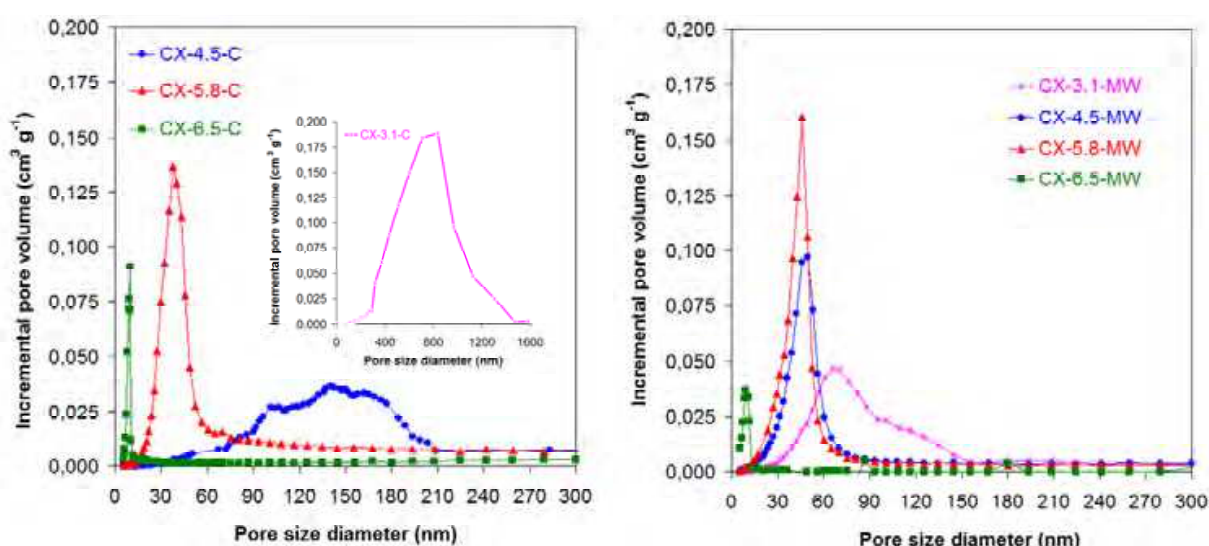 0,200
0,175
0,150
0,125
0,100
0,075
0,050
0,025
0,000
Incremental pore volume (cm³ g⁻¹)
CX-4.5-C
CX-5.8-C
CX-6.5-C
0 30 60 90 120 150 180 210 240 270 300
Pore size diameter (nm)
0,200
0,175
0,150
0,125
0,100
0,075
0,050
0,025
0,000
Incremental pore volume (cm³ g⁻¹)
CX-3.1-C
0 400 800 1200 1600
Pore size diameter (nm)
0,200
0,175
0,150
0,125
0,100
0,075
0,050
0,025
0,000
Incremental pore volume (cm³ g⁻¹)
CX-3.1-MW
CX-4.5-MW
CX-5.8-MW
CX-6.5-MW
0 30 60 90 120 150 180 210 240 270 300
Pore size diameter (nm)